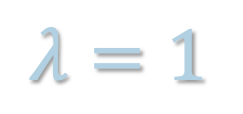 λ = 1